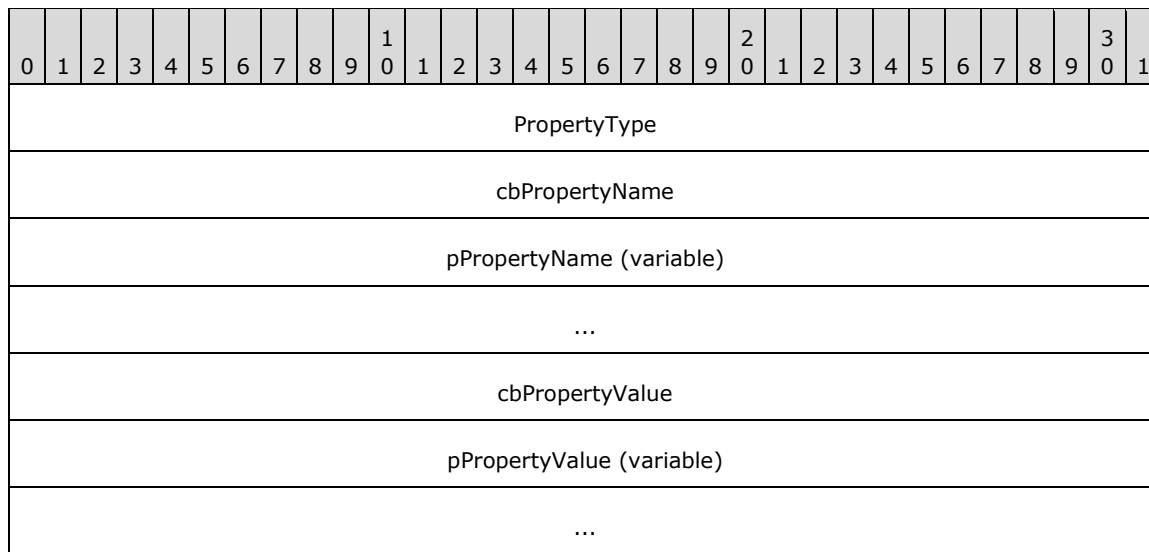 1 2 3
0 1 2 3 4 5 6 7 8 9 0 1 2 3 4 5 6 7 8 9 0 1 2 3 4 5 6 7 8 9 0 1
PropertyType
cbPropertyName
pPropertyName (variable)
...
cbPropertyValue
pPropertyValue (variable)
...